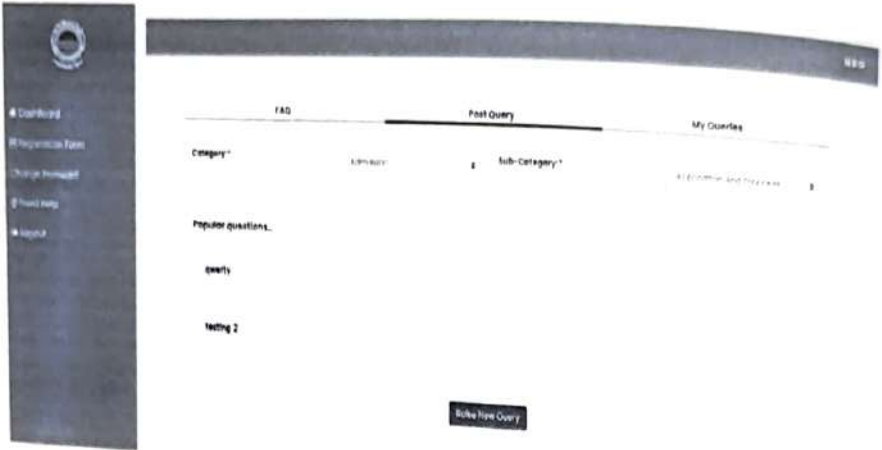 Dashboard
Registration Form
Change Password
Need Help
Logout
FAQ
Post Query
My Queries
Category*
Sub-Category*
Popular questions...
qwerty
testing 2
Raise New Query